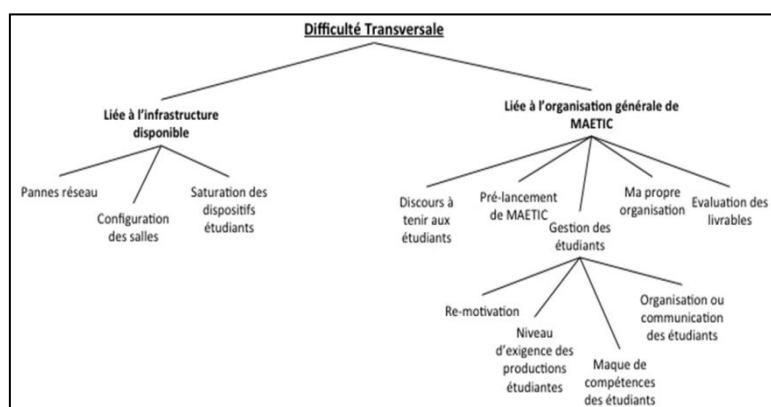 Difficulté Transversale
Liée à l'infrastructure
disponible
Liée à l'organisation générale de
MAETIC
Pannes réseau
Configuration
des salles
Saturation des
dispositifs
étudiants
Discours à
tenir aux
étudiants
Pré-lancement
de MAETIC
Gestion des
étudiants
Ma propre
organisation
Evaluation des
livrables
Re-motivation
Niveau
d'exigence des
productions
étudiantes
Maque de
compétences
des étudiants
Organisation ou
communication
des étudiants